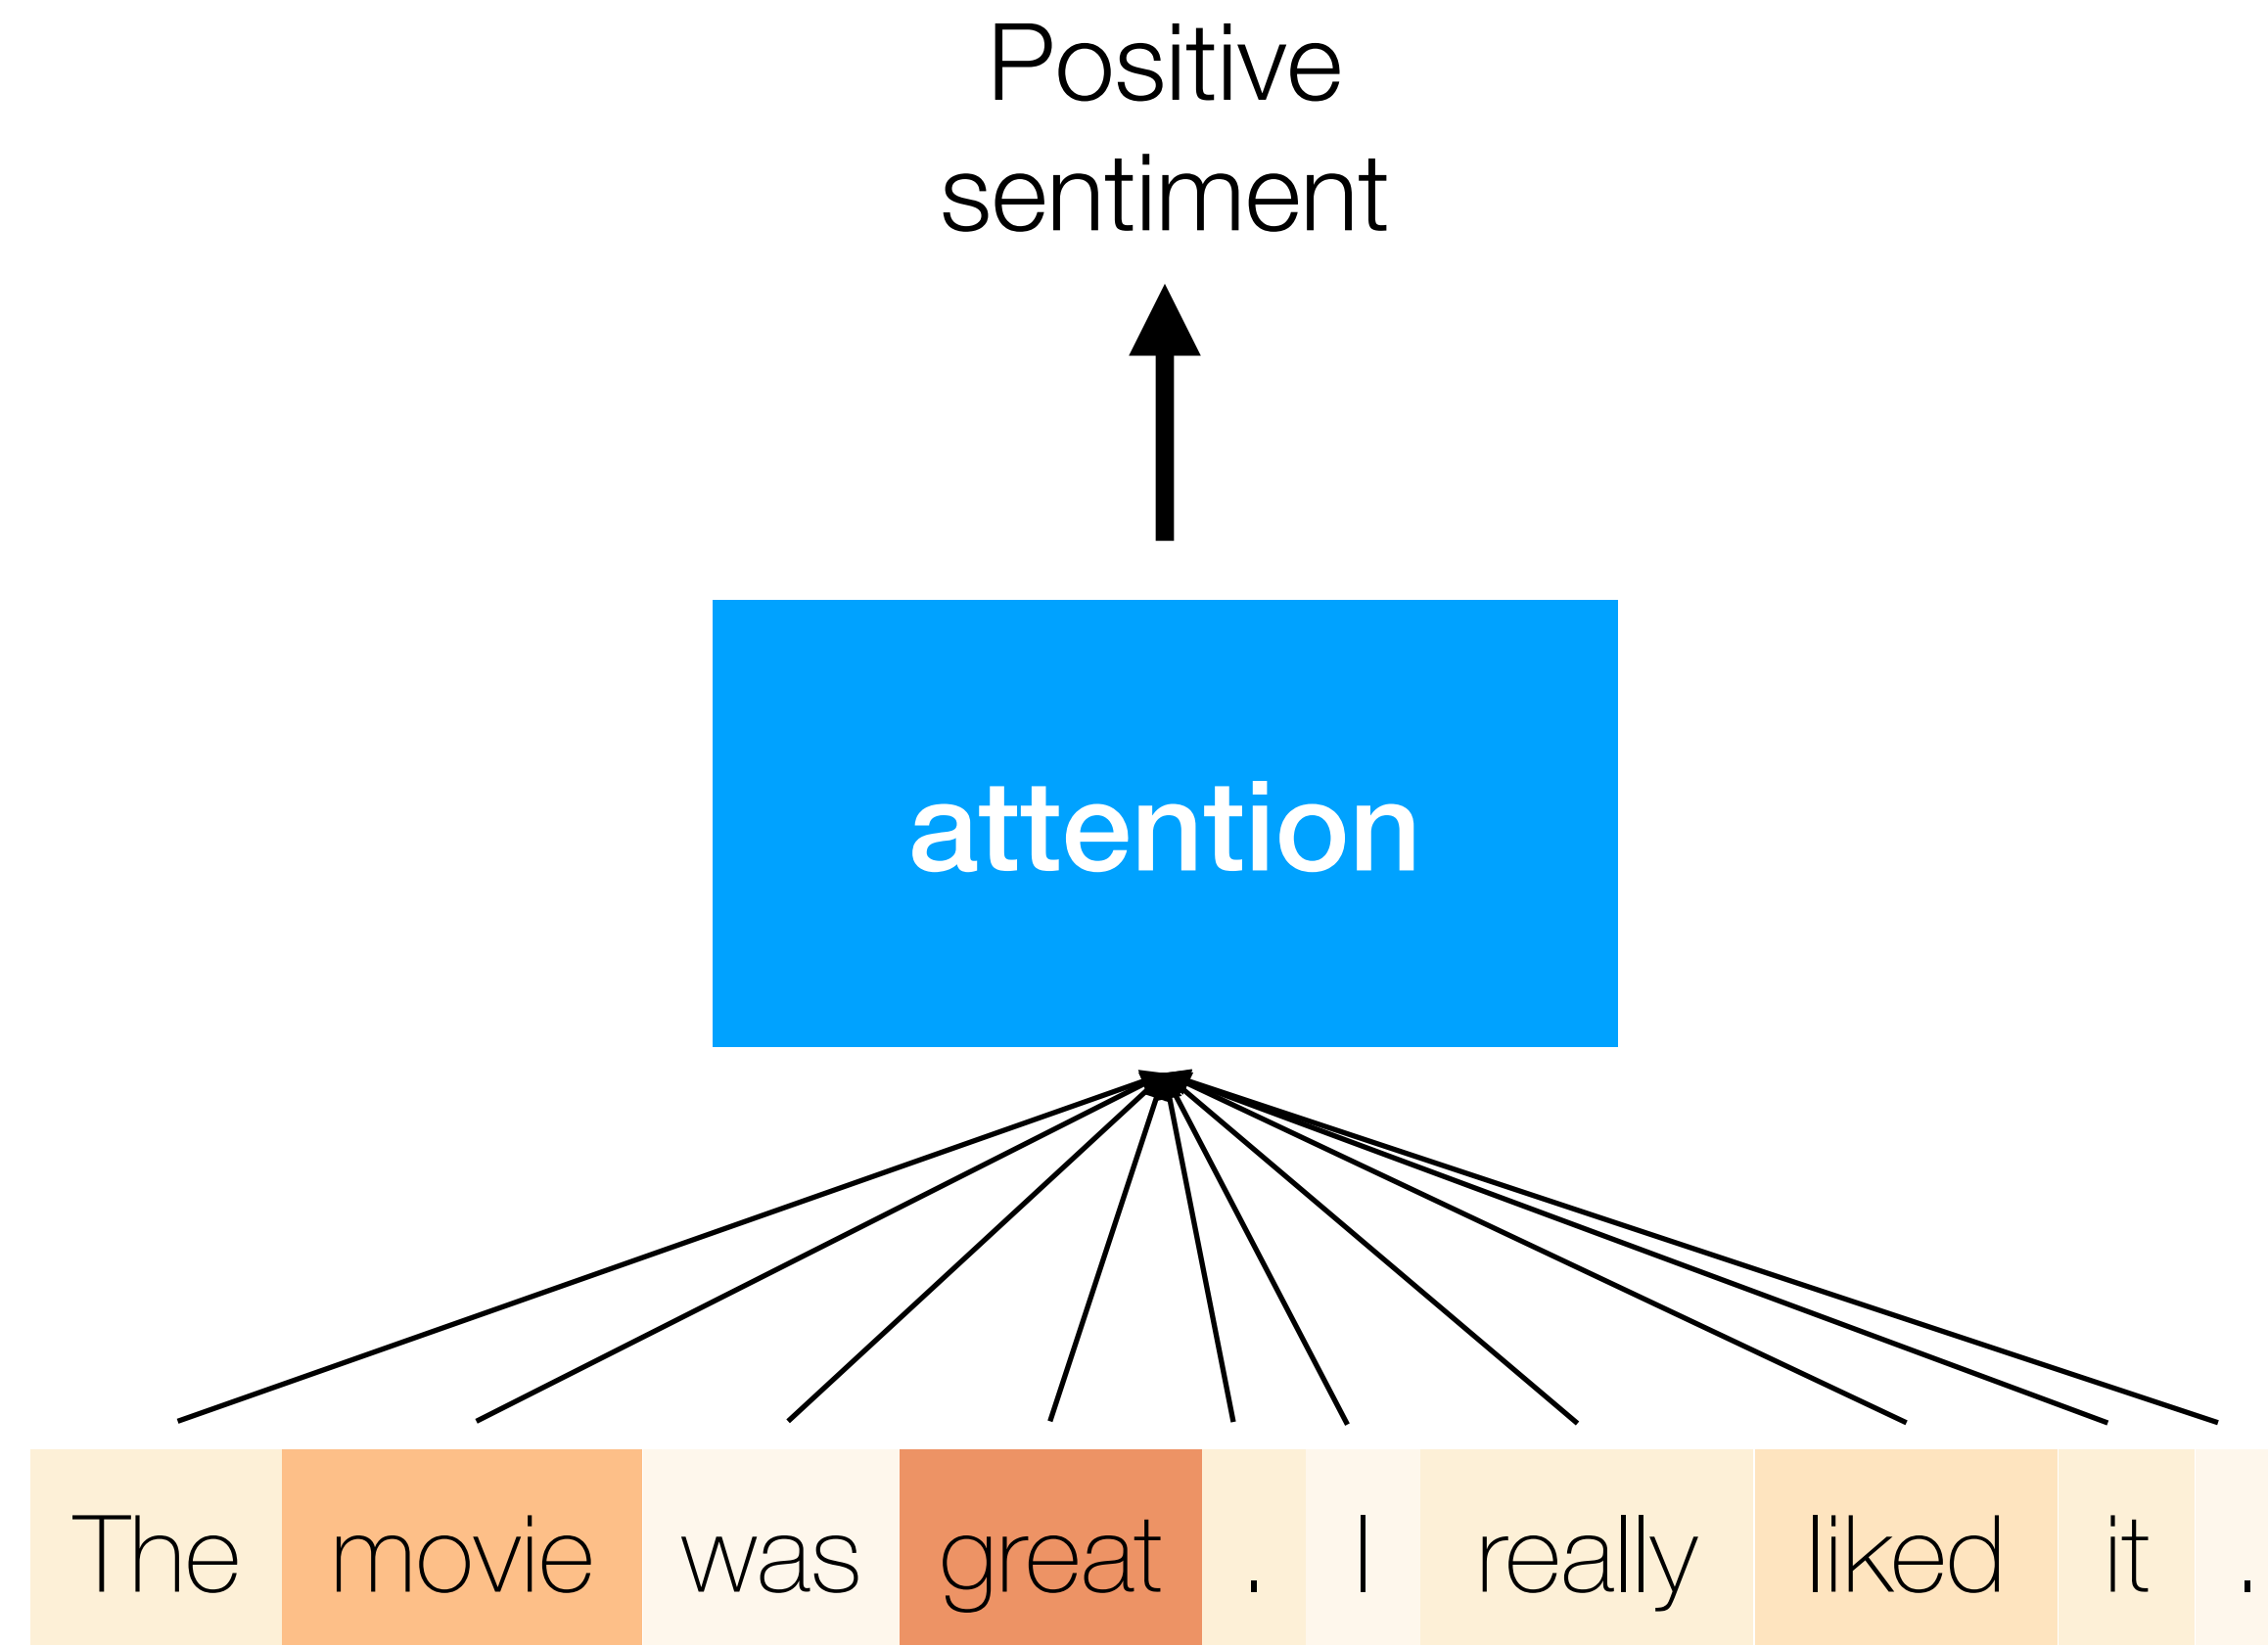 Positive
sentiment
attention
The movie was great . I really liked it .